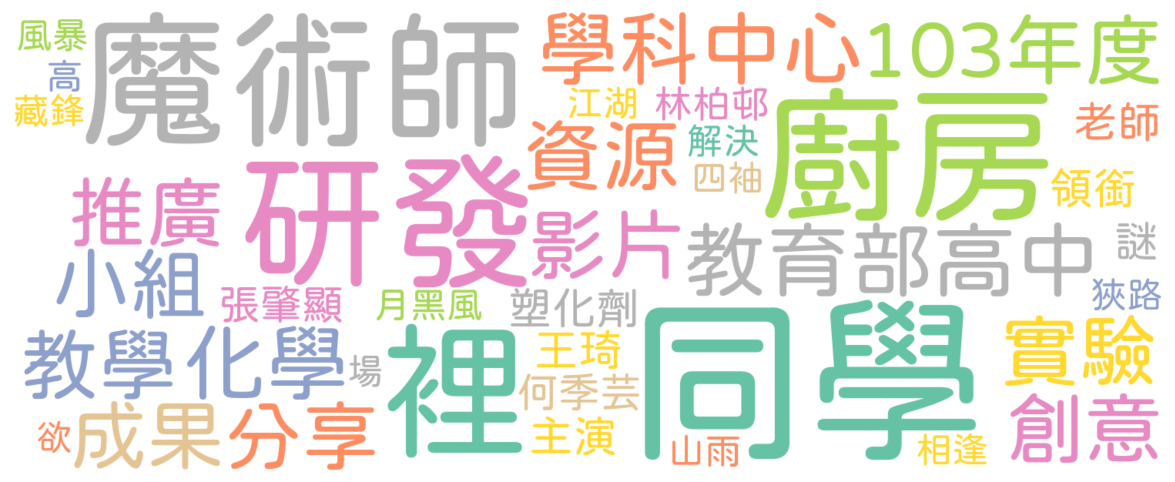 風暴
魔術師
學科中心
103年度
高
藏鋒
江湖
林柏邨
廚房
老師
資源
解決
研發
四袖
領銜
推廣
影片
教育部高中
謎
小組
張肇顯
月黑風
塑化劑
狹路
教學化學
場
裡
王琦
同學
實驗
何季芸
欲
成果
分享
主演
山雨
相逢
創意